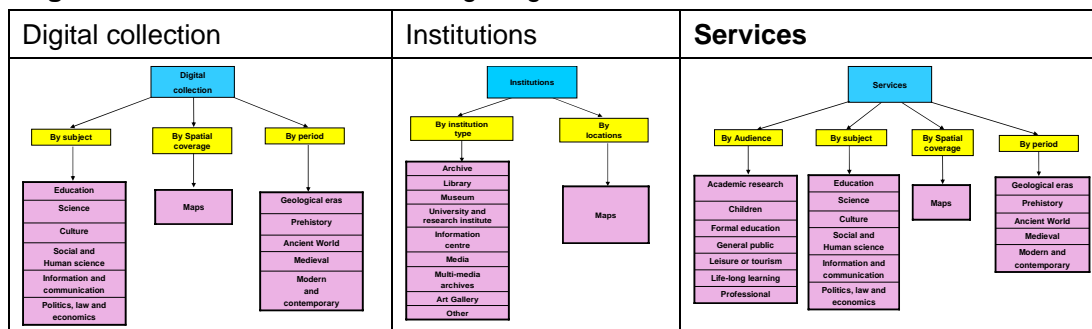 Digital collection
Institutions
Services
Digital
collection
By subject
By Spatial
coverage
By period
Education
Science
Culture
Social and
Human science
Information and
communication
Politics, law and
economics
Maps
Geological eras
Prehistory
Ancient World
Medieval
Modern
and
contemporary
Institutions
By institution
type
By
locations
Archive
Library
Museum
University and
research institute
Information
centre
Media
Multi-media
archives
Art Gallery
Other
Maps
Services
By Audience
By subject
By Spatial
coverage
By period
Academic research
Children
Formal education
General public
Leisure or tourism
Life-long learning
Professional
Education
Science
Culture
Social and
Human science
Information and
communication
Politics, law and
economics
Maps
Geological eras
Prehistory
Ancient World
Medieval
Modern and
contemporary